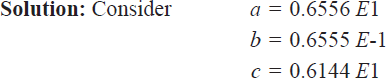 Solution: Consider a = 0.6556 E1
b = 0.6555 E-1
c = 0.6144 E1